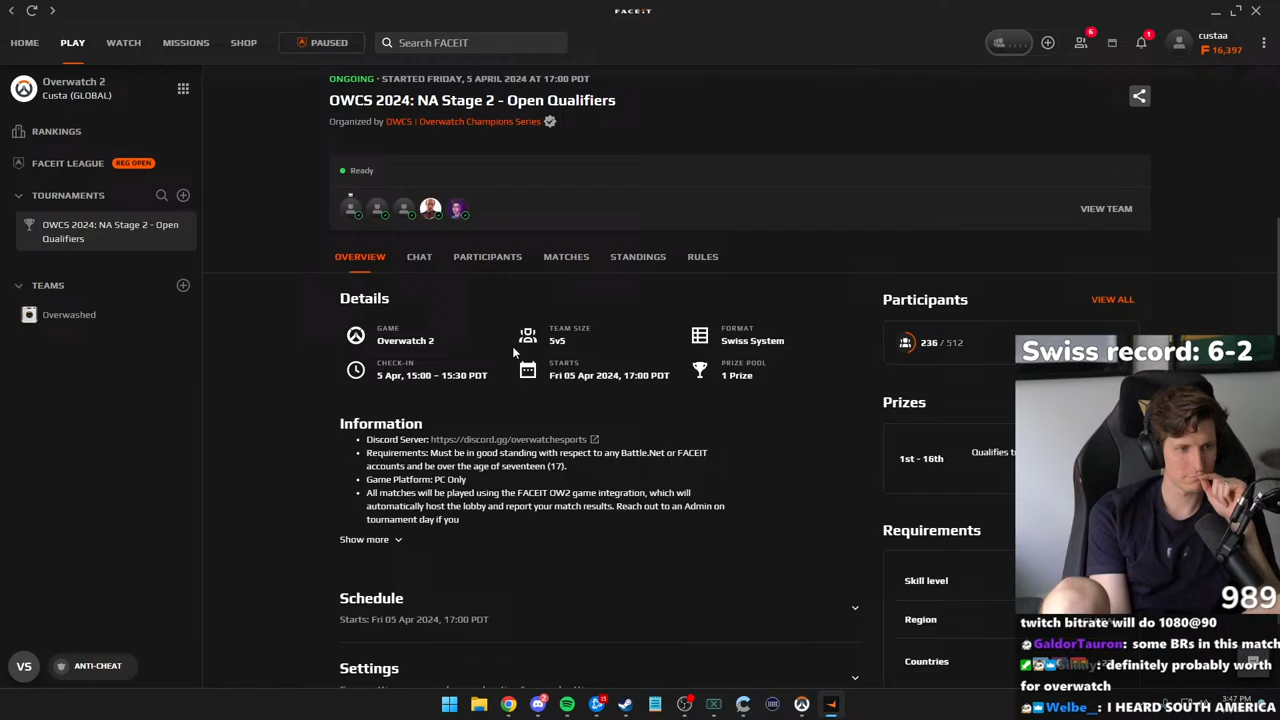 FACEIT
HOME
PLAY
WATCH
MISSIONS
SHOP
PAUSED
Search FACEIT
6
1
custaa
16,397
Overwatch 2
Custa (GLOBAL)
RANKINGS
FACEIT LEAGUE
REG OPEN
TOURNAMENTS
OWCS 2024: NA Stage 2 - Open
Qualifiers
TEAMS
Overwashed
ONGOING - STARTED FRIDAY, 5 APRIL 2024 AT 17:00 PDT
OWCS 2024: NA Stage 2 - Open Qualifiers
Organized by OWCS | Overwatch Champions Series
Ready
VIEW TEAM
OVERVIEW
CHAT
PARTICIPANTS
MATCHES
STANDINGS
RULES
Details
GAME
Overwatch 2
TEAM SIZE
5v5
FORMAT
Swiss System
CHECK-IN
5 Apr, 15:00 – 15:30 PDT
STARTS
Fri 05 Apr 2024, 17:00 PDT
PRIZE POOL
1 Prize
Information
• Discord Server: https://discord.gg/overwatchesports
• Requirements: Must be in good standing with respect to any Battle.Net or FACEIT
accounts and be over the age of seventeen (17).
• Game Platform: PC Only
• All matches will be played using the FACEIT OW2 game integration, which will
automatically host the lobby and report your match results. Reach out to an Admin on
tournament day if you
Show more
Schedule
Starts: Fri 05 Apr 2024, 17:00 PDT
Settings
Participants
VIEW ALL
236 / 512
Prizes
1st - 16th
Qualifies
Requirements
Skill level
Region
Countries
Swiss record: 6-2
989
twitch bitrate will do 1080@90
GaldorTauron: some BRs in this match
definitely probably worth
for overwatch
Welbe__: I HEARD SOUTH AMERICA
VS
ANTI-CHEAT
2
15
3:47 PM